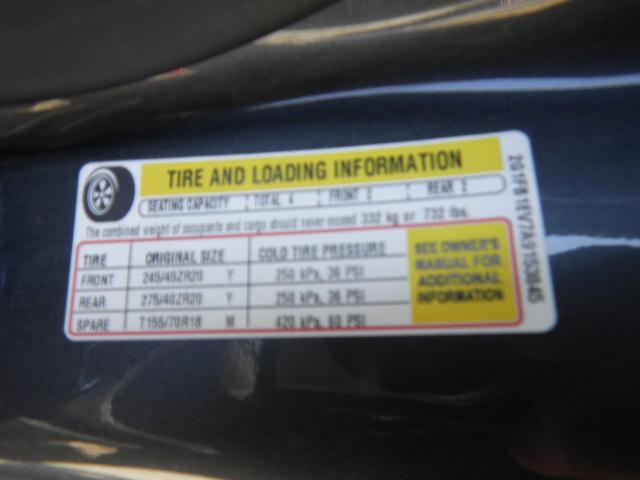 TIRE AND LOADING INFORMATION
SEATING CAPACITY TOTAL 4 FRONT 2 REAR 2
The combined weight of occupants and cargo should never exceed 332 kg or 732 lbs.
TIRE ORIGINAL SIZE COLD TIRE PRESSURE
FRONT 245/45ZR20 Y 250 kPa, 36 PSI
REAR 275/40ZR20 Y 250 kPa, 36 PSI
SPARE T155/70R18 M 420 kPa, 60 PSI
SEE OWNER'S
MANUAL FOR
ADDITIONAL
INFORMATION